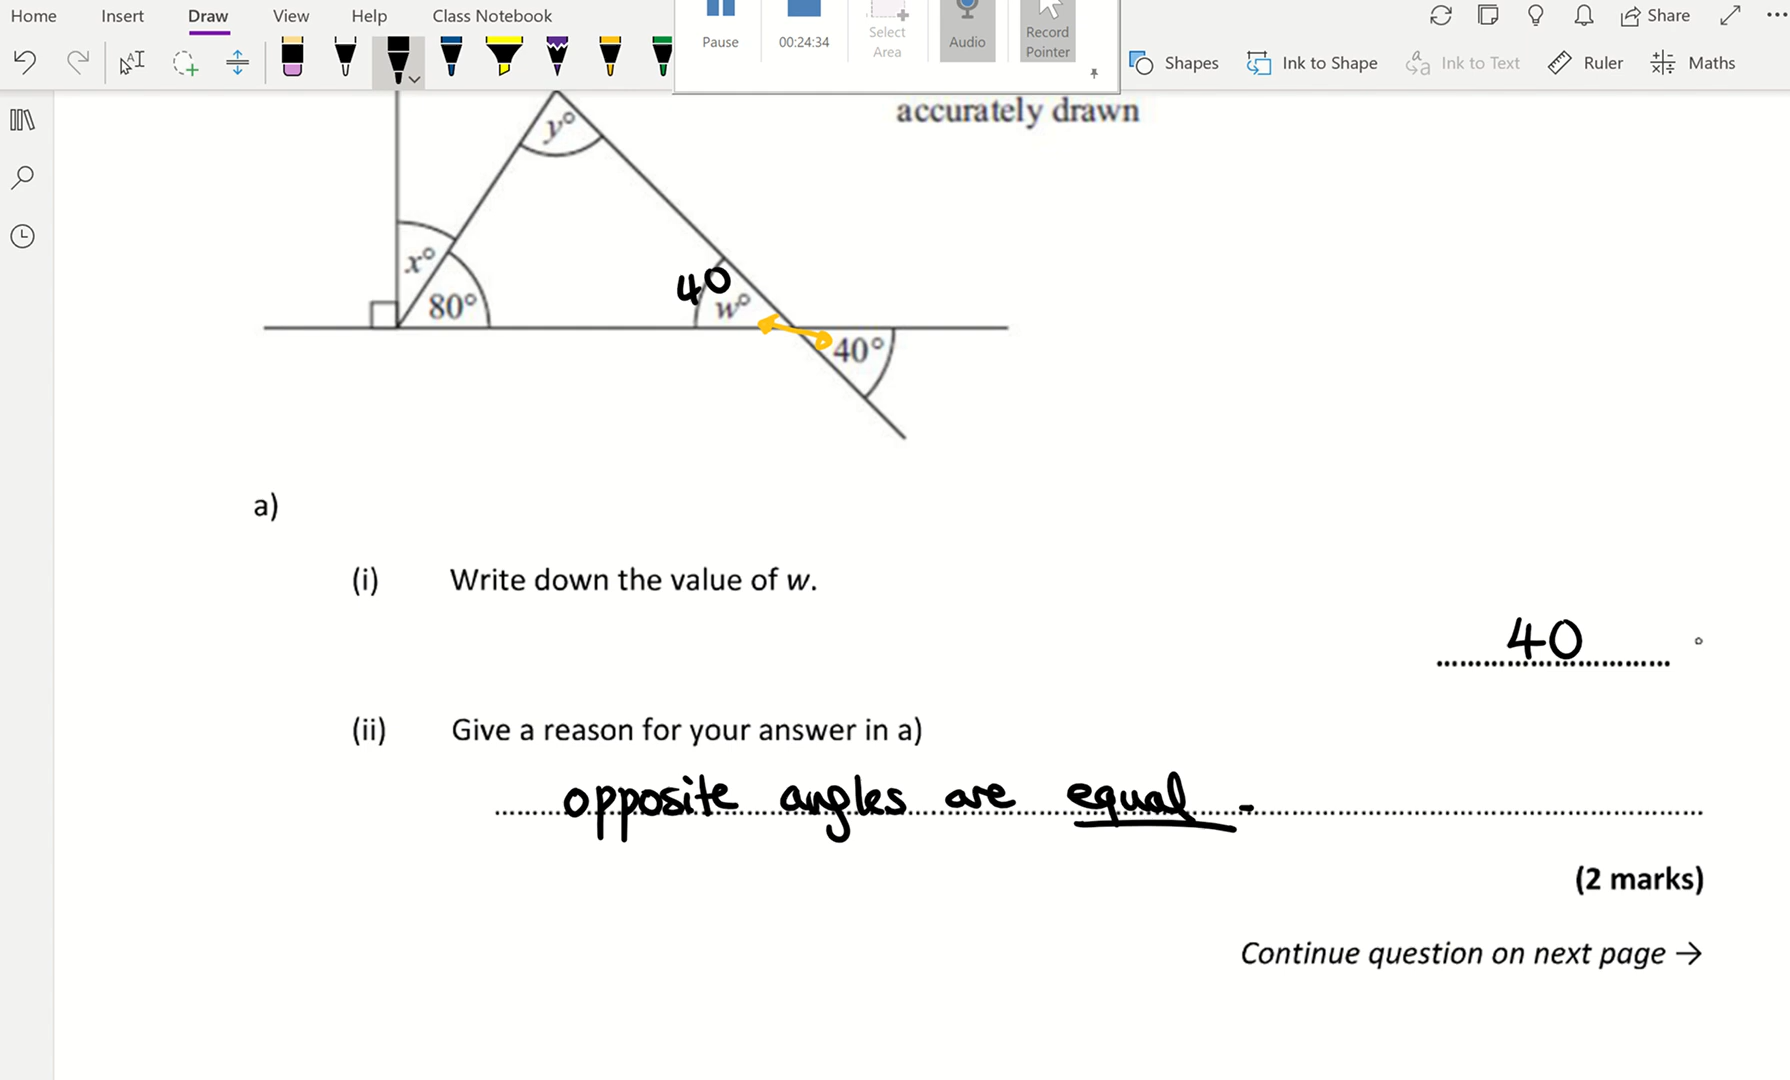 Home Insert Draw View Help Class Notebook Share
Pause 00:24:34 Select Area Audio Record Pointer
Shapes Ink to Shape Ink to Text Ruler Maths
accurately drawn
y°
x°
80°
40
w°
40°
a)
(i) Write down the value of w.
40 °
(ii) Give a reason for your answer in a)
opposite angles are equal.
(2 marks)
Continue question on next page →